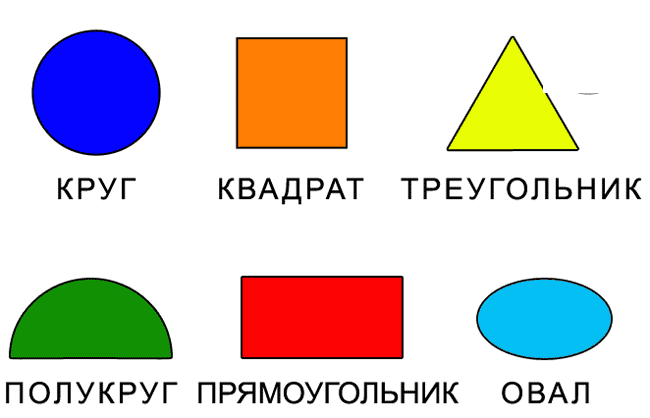 КРУГ КВАДРАТ ТРЕУГОЛЬНИК
ПОЛУКРУГ ПРЯМОУГОЛЬНИК ОВАЛ